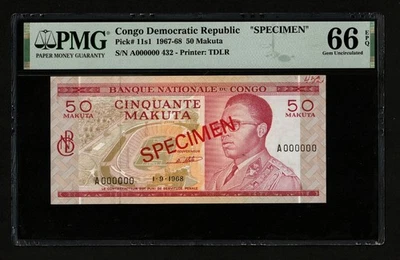 PMG
PAPER MONEY GUARANTY
Congo Democratic Republic "SPECIMEN"
Pick# 11s1 1967-68 50 Makuta
S/N A000000 432 - Printer: TDLR
66 EPQ
Gem Uncirculated
432
BANQUE NATIONALE DU CONGO
50 CINQUANTE 50
MAKUTA MAKUTA MAKUTA
SPECIMEN
A000000
A000000
1-9-1968